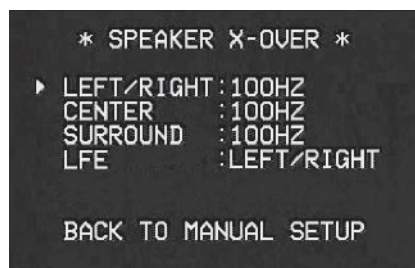 * SPEAKER X-OVER *
LEFT/RIGHT:100HZ
CENTER :100HZ
SURROUND :100HZ
LFE :LEFT/RIGHT
BACK TO MANUAL SETUP